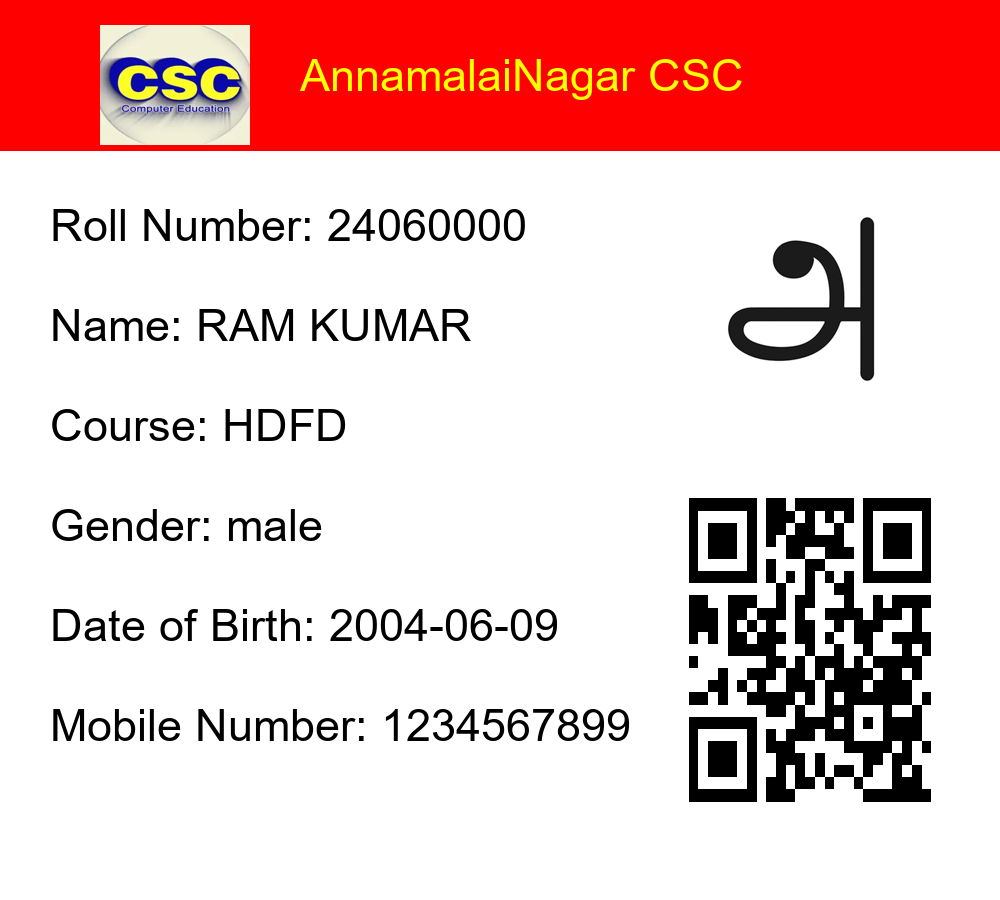 CSC
Computer Education
AnnamalaiNagar CSC
Roll Number: 24060000
அ
Name: RAM KUMAR
Course: HDFD
Gender: male
Date of Birth: 2004-06-09
Mobile Number: 1234567899